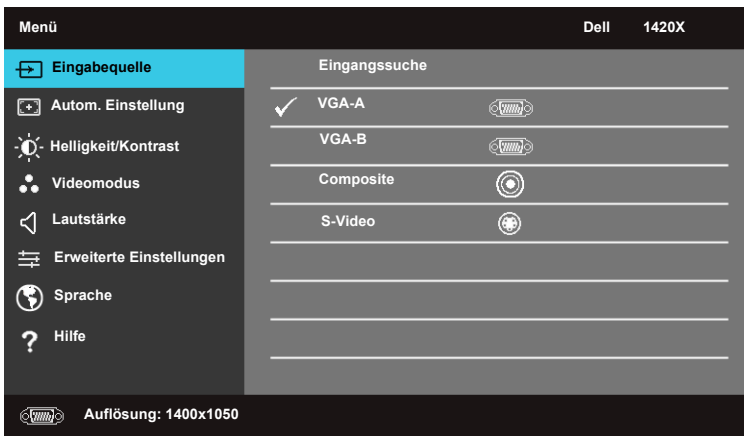 Menü Dell 1420X
Eingabequelle
Autom. Einstellung
Helligkeit/Kontrast
Videomodus
Lautstärke
Erweiterte Einstellungen
Sprache
Hilfe
Eingangssuche
VGA-A
VGA-B
Composite
S-Video
Auflösung: 1400x1050